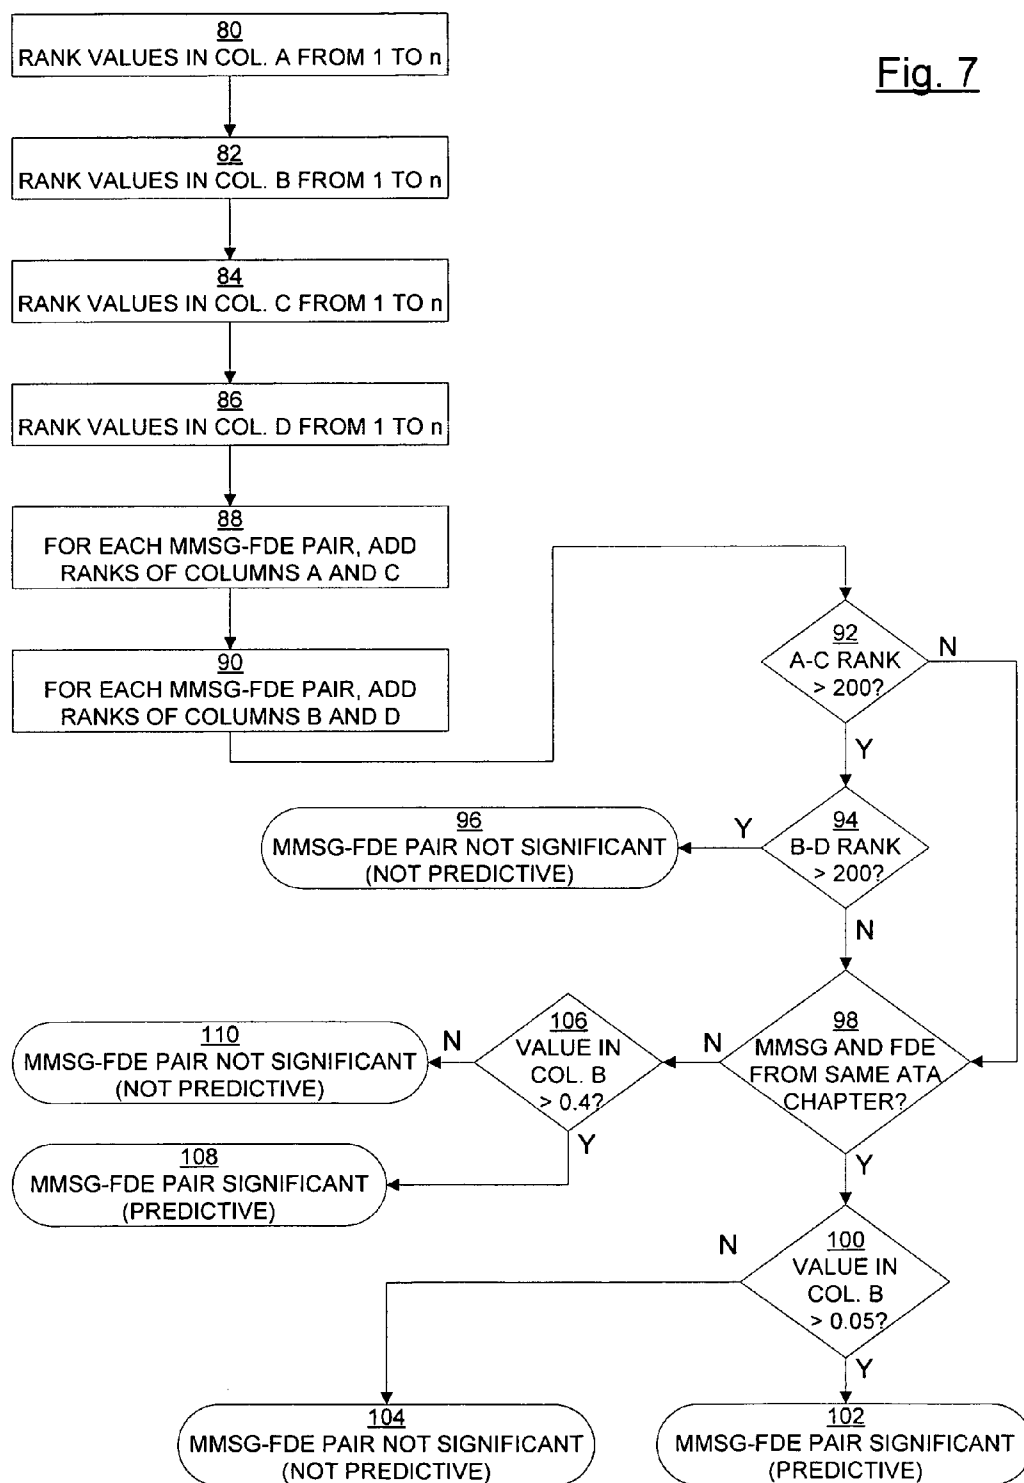 80
RANK VALUES IN COL. A FROM 1 TO n
Fig. 7
82
RANK VALUES IN COL. B FROM 1 TO n
84
RANK VALUES IN COL. C FROM 1 TO n
86
RANK VALUES IN COL. D FROM 1 TO n
88
FOR EACH MMSG-FDE PAIR, ADD
RANKS OF COLUMNS A AND C
90
FOR EACH MMSG-FDE PAIR, ADD
RANKS OF COLUMNS B AND D
92
A-C RANK
> 200?
N
Y
94
B-D RANK
> 200?
Y
N
96
MMSG-FDE PAIR NOT SIGNIFICANT
(NOT PREDICTIVE)
98
MMSG AND FDE
FROM SAME ATA
CHAPTER?
N
Y
106
VALUE IN
COL. B
> 0.4?
N
Y
110
MMSG-FDE PAIR NOT SIGNIFICANT
(NOT PREDICTIVE)
108
MMSG-FDE PAIR SIGNIFICANT
(PREDICTIVE)
100
VALUE IN
COL. B
> 0.05?
N
Y
104
MMSG-FDE PAIR NOT SIGNIFICANT
(NOT PREDICTIVE)
102
MMSG-FDE PAIR SIGNIFICANT
(PREDICTIVE)